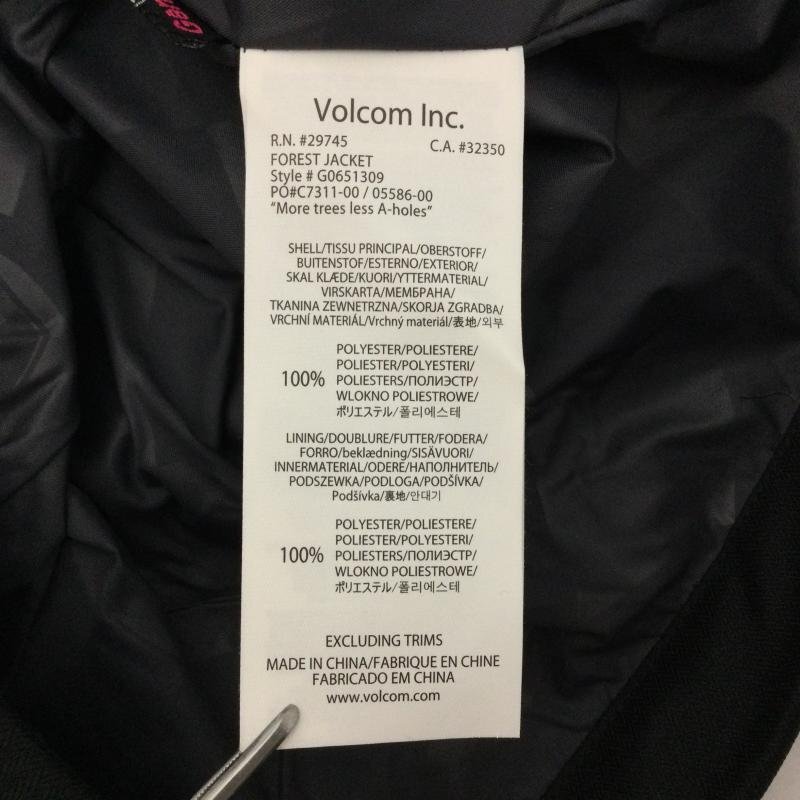 Volcom Inc.
R.N. #29745 C.A. #32350
FOREST JACKET
Style # G0651309
PO#C7311-00 / 05586-00
“More trees less A-holes”
SHELL/TISSU PRINCIPAL/OBERSTOFF/
BUITENSTOF/ESTERNO/EXTERIOR/
SKAL KLÆDE/KUORI/YTTERMATERIAL/
VIRSKARTA/МЕМБРАНА/
TKANINA ZEWNETRZNA/SKORJA ZGRADBA/
VRCHNÍ MATERIÁL/Vrchný materiál/表地/외부
100%
POLYESTER/POLIESTERE/
POLIESTER/POLYESTERI/
POLIESTERS/ПОЛИЭСТР/
WLOKNO POLIESTROWE/
ポリエステル/폴리에스테
LINING/DOUBLURE/FUTTER/FODERA/
FORRO/beklædning/SISÄVUORI/
INNERMATERIAL/ODERE/НАПОЛНИТЕЛЬ/
PODSZEWKA/PODLOGA/PODŠÍVKA/
Podšívka/裏地/안대기
100%
POLYESTER/POLIESTERE/
POLIESTER/POLYESTERI/
POLIESTERS/ПОЛИЭСТР/
WLOKNO POLIESTROWE/
ポリエステル/폴리에스테
EXCLUDING TRIMS
MADE IN CHINA/FABRIQUE EN CHINE
FABRICADO EM CHINA
www.volcom.com